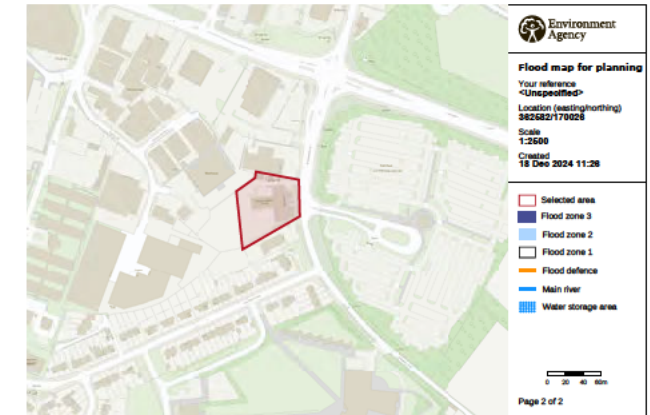 Environment
Agency
Flood map for planning
Your reference
<Unspecified>
Location (easting/northing)
362582/170026
Scale
1:2500
Created
18 Dec 2024 11:26
Selected area
Flood zone 3
Flood zone 2
Flood zone 1
Flood defence
Main river
Water storage area
0 20 40 60m
Page 2 of 2